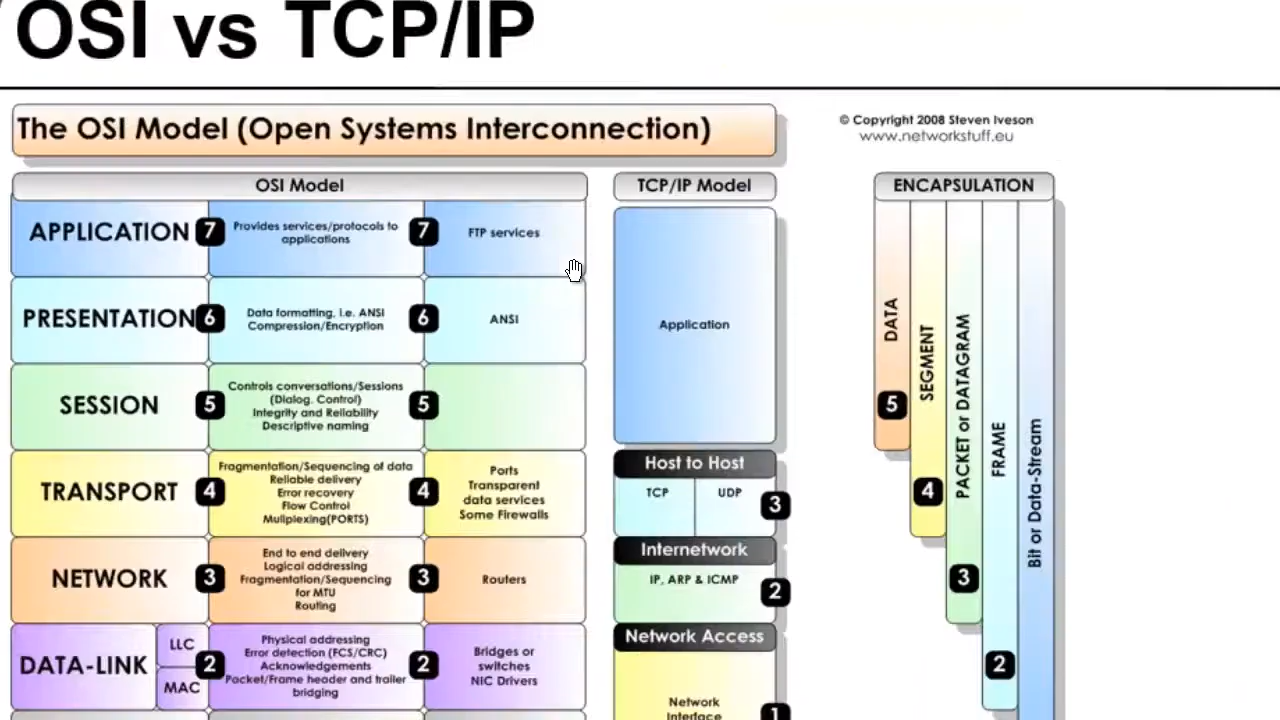 OSI vs TCP/IP
The OSI Model (Open Systems Interconnection)
© Copyright 2008 Steven Iveson
www.networkstuff.eu
OSI Model
TCP/IP Model
ENCAPSULATION
APPLICATION 7
Provides services/protocols to
applications
7
FTP services
PRESENTATION 6
Data formatting, i.e. ANSI
Compression/Encryption
6
ANSI
SESSION 5
Controls conversations/Sessions
(Dialog. Control)
Integrity and Reliability
Descriptive naming
5
TRANSPORT 4
Fragmentation/Sequencing of data
Reliable delivery
Error recovery
Flow Control
Muliplexing(PORTS)
4
Ports
Transparent
data services
Some Firewalls
NETWORK 3
End to end delivery
Logical addressing
Fragmentation/Sequencing
for MTU
Routing
3
Routers
DATA-LINK
LLC
MAC
2
Physical addressing
Error detection (FCS/CRC)
Acknowledgements
Packet/Frame header and trailer
bridging
2
Bridges or
switches
NIC Drivers
Application
Host to Host
TCP
UDP
3
Internetwork
IP, ARP & ICMP
2
Network Access
Network
Interface
1
DATA
5
SEGMENT
4
PACKET or DATAGRAM
3
FRAME
2
Bit or Data-Stream